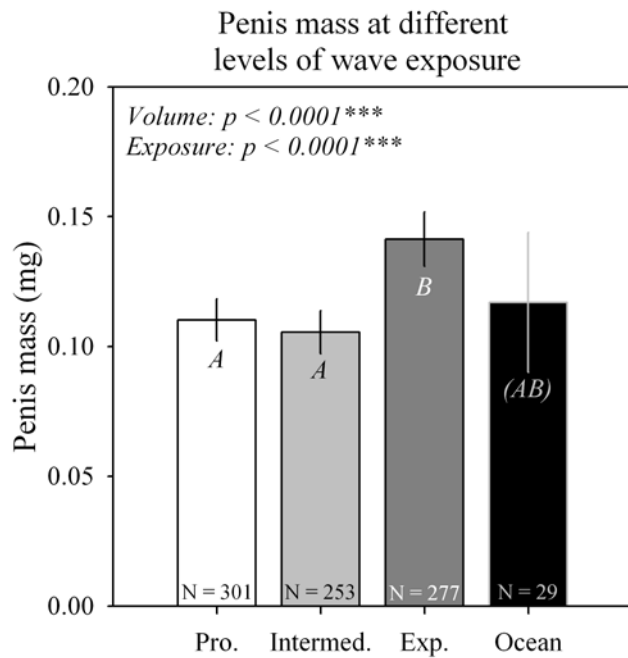 Penis mass at different
levels of wave exposure
Volume: p < 0.0001***
Exposure: p < 0.0001***
Penis mass (mg)
0.20
0.15
0.10
0.05
0.00
A
A
B
(AB)
N = 301
N = 253
N = 277
N = 29
Pro.
Intermed.
Exp.
Ocean